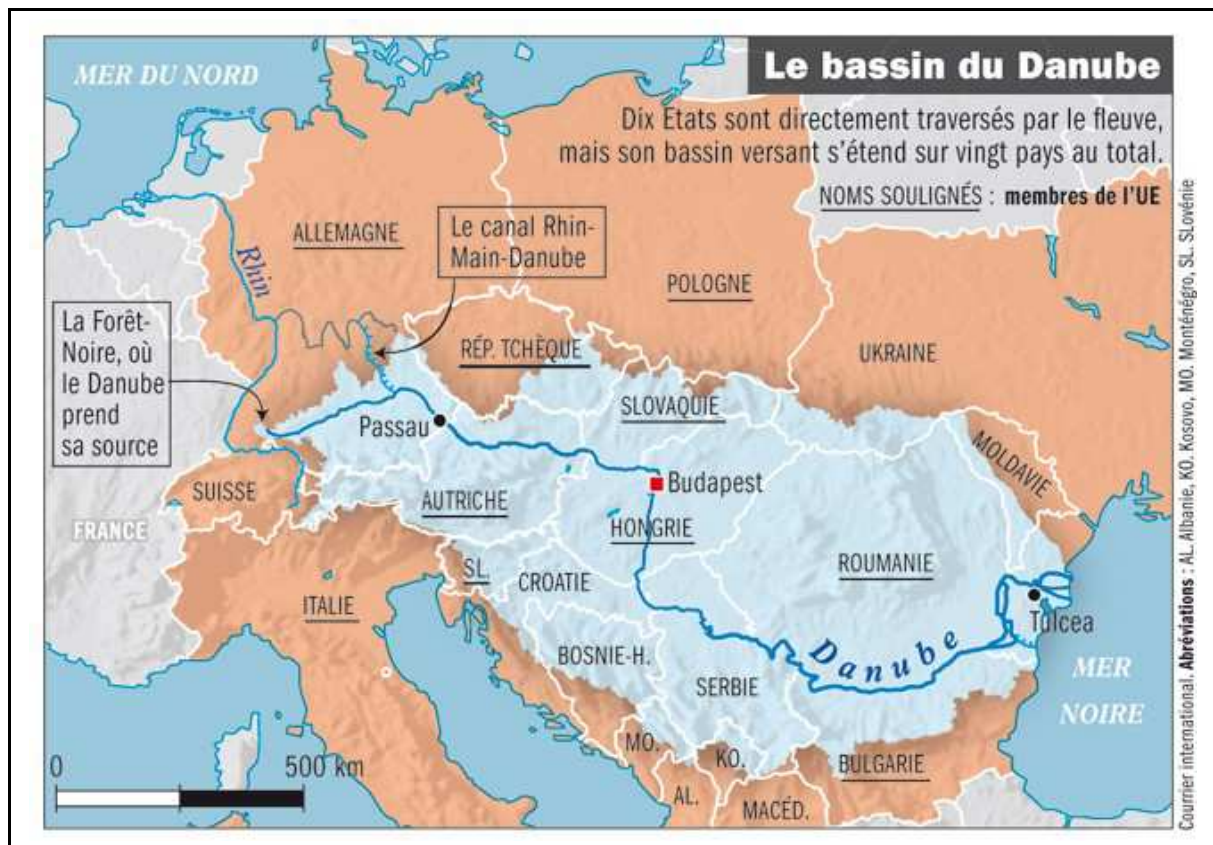 Le bassin du Danube
Dix Etats sont directement traversés par le fleuve,
mais son bassin versant s'étend sur vingt pays au total.
NOMS SOULIGNÉS : membres de l'UE
MER DU NORD
ALLEMAGNE
Rhin
Le canal Rhin-
Main-Danube
POLOGNE
La Forêt-
Noire, où
le Danube
prend
sa source
RÉP. TCHÈQUE
UKRAINE
SLOVAQUIE
Passau
MOLDAVIE
SUISSE
AUTRICHE
Budapest
FRANCE
HONGRIE
ROUMANIE
SL.
CROATIE
ITALIE
Tulcea
Danube
BOSNIE-H.
SERBIE
MER
NOIRE
MO.
KO.
BULGARIE
AL.
MACÉD.
0 500 km
Courrier international. Abréviations : AL. Albanie, KO. Kosovo, MO. Monténégro, SL. Slovénie